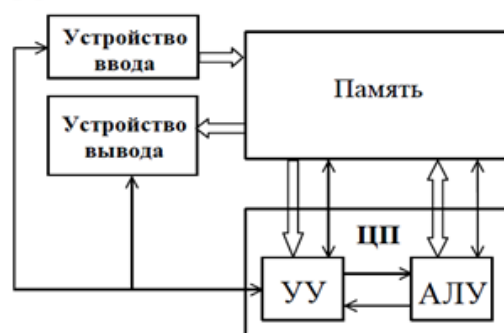 Устройство
ввода
Память
Устройство
вывода
ЦП
УУ
АЛУ